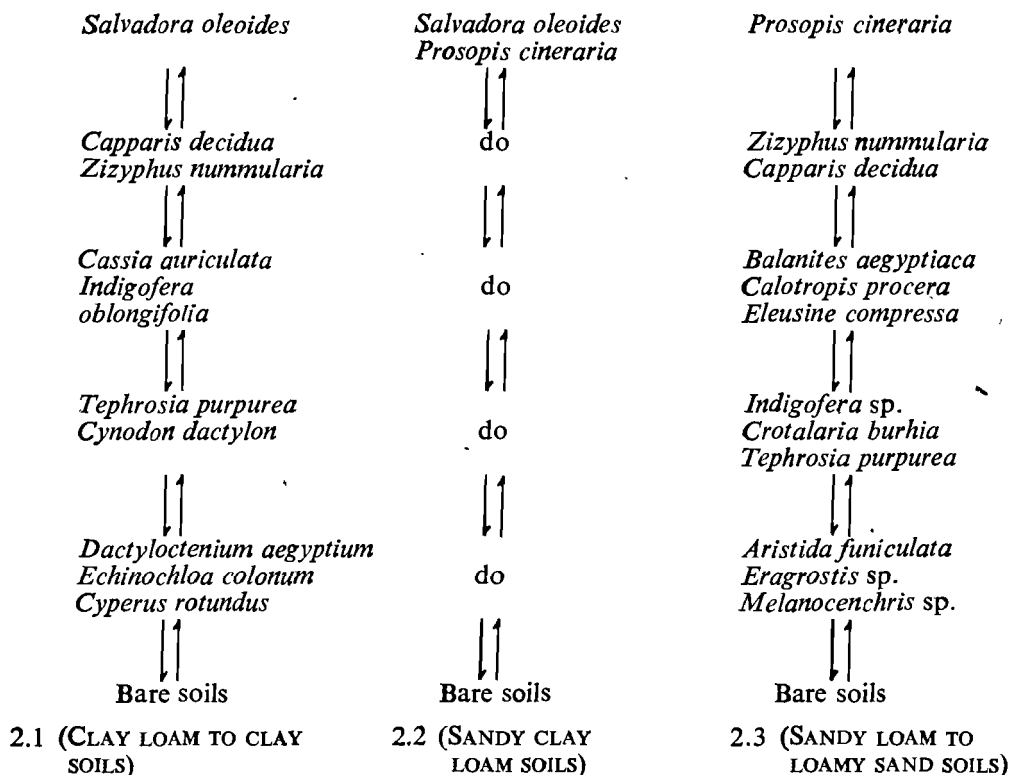 Salvadora oleoides
Capparis decidua
Zizyphus nummularia
Cassia auriculata
Indigofera
oblongifolia
Tephrosia purpurea
Cynodon dactylon
Dactyloctenium aegyptium
Echinochloa colonum
Cyperus rotundus
Bare soils
2.1 (CLAY LOAM TO CLAY
SOILS)
Salvadora oleoides
Prosopis cineraria
do
do
do
do
Bare soils
2.2 (SANDY CLAY
LOAM SOILS)
Prosopis cineraria
Zizyphus nummularia
Capparis decidua
Balanites aegyptiaca
Calotropis procera
Eleusine compressa
Indigofera sp.
Crotalaria burhia
Tephrosia purpurea
Aristida funiculata
Eragrostis sp.
Melanocenchris sp.
Bare soils
2.3 (SANDY LOAM TO
LOAMY SAND SOILS)